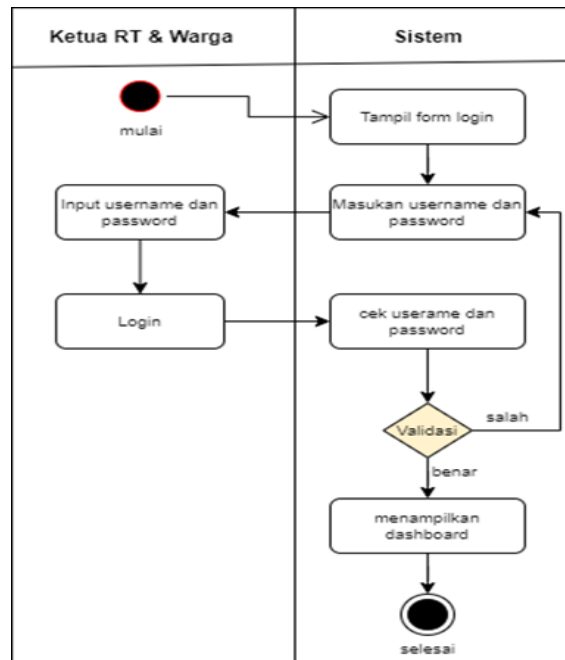 Ketua RT & Warga
Sistem
mulai
Tampil form login
Input username dan
password
Masukan username dan
password
Login
cek userame dan
password
Validasi
salah
benar
menampilkan
dashboard
selesai